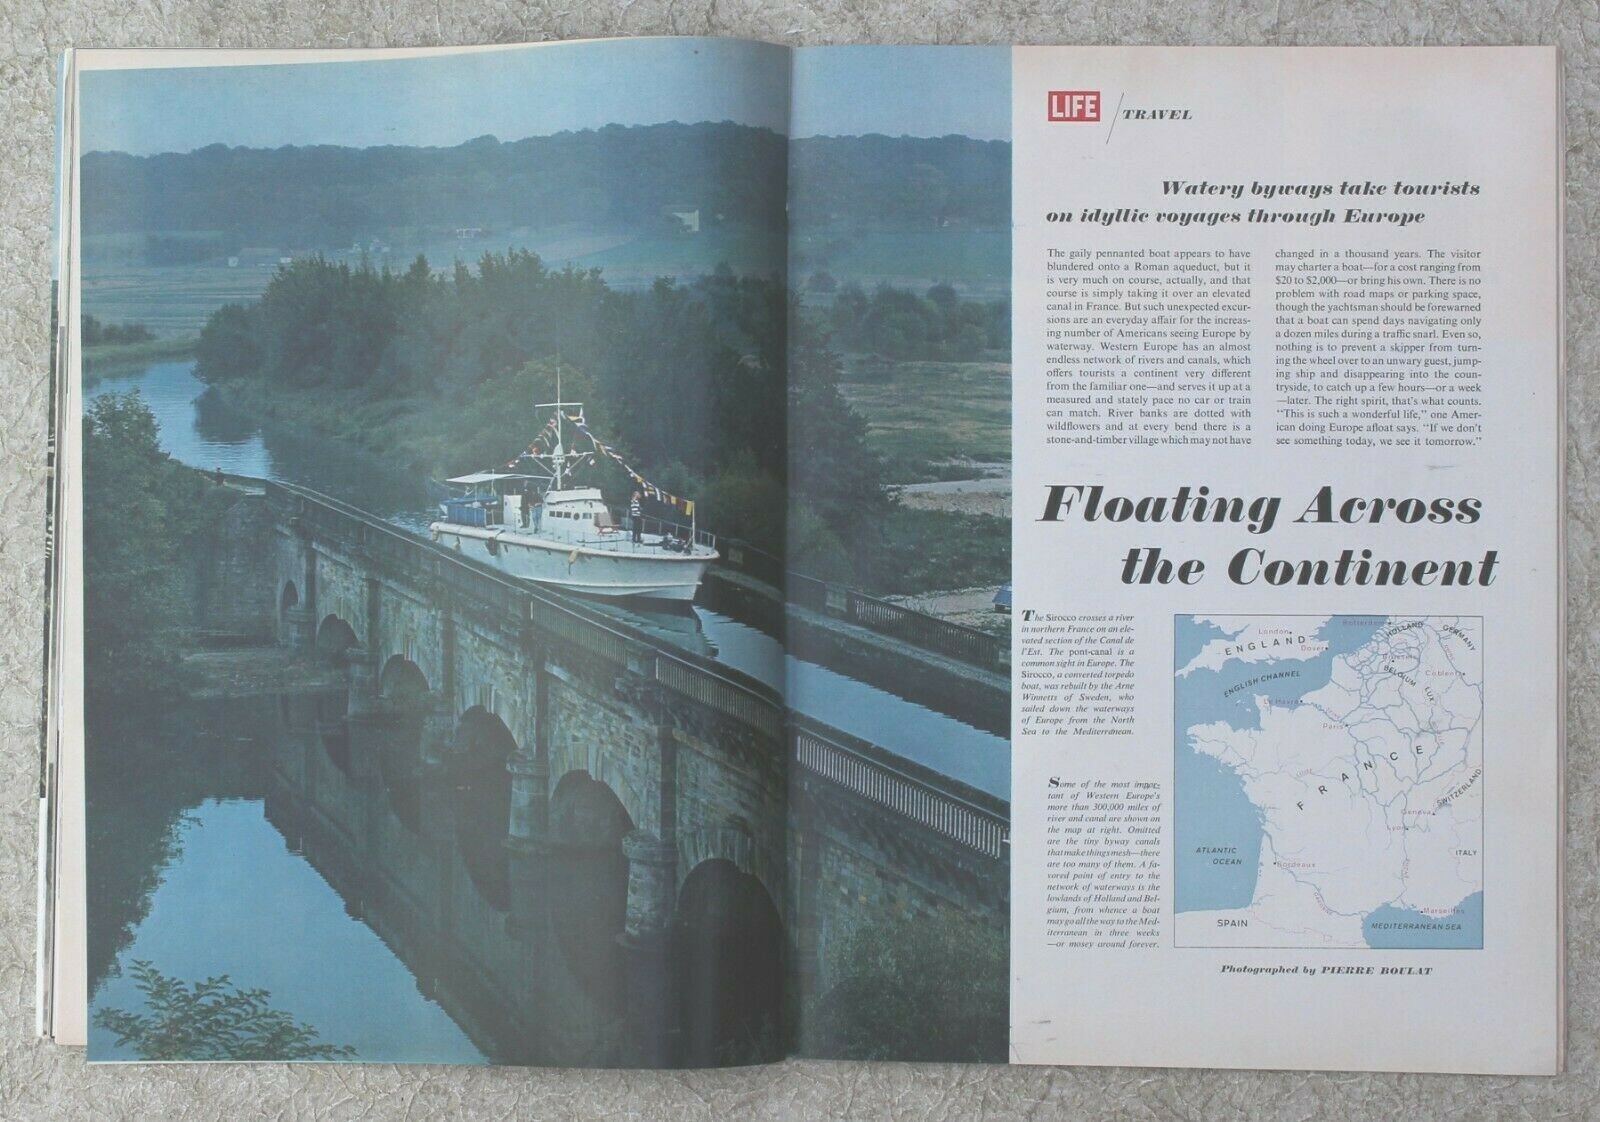 LIFE / TRAVEL
Watery byways take tourists
on idyllic voyages through Europe
The gaily pennanted boat appears to have
blundered onto a Roman aqueduct, but it
is very much on course, actually, and that
course is simply taking it over an elevated
canal in France. But such unexpected excur-
sions are an everyday affair for the increas-
ing number of Americans seeing Europe by
waterway. Western Europe has an almost
endless network of rivers and canals, which
offers tourists a continent very different
from the familiar one—and serves it up at a
measured and stately pace no car or train
can match. River banks are dotted with
wildflowers and at every bend there is a
stone-and-timber village which may not have
changed in a thousand years. The visitor
may charter a boat—for a cost ranging from
$20 to $2,000—or bring his own. There is no
problem with road maps or parking space,
though the yachtsman should be forewarned
that a boat can spend days navigating only
a dozen miles during a traffic snarl. Even so,
nothing is to prevent a skipper from turn-
ing the wheel over to an unwary guest, jump-
ing ship and disappearing into the coun-
tryside, to catch up a few hours—or a week
—later. The right spirit, that's what counts.
"This is such a wonderful life," one Amer-
ican doing Europe afloat says. "If we don't
see something today, we see it tomorrow."
Floating Across
the Continent
The Sirocco crosses a river
in northern France on an ele-
vated section of the Canal de
l'Est. The pont-canal is a
common sight in Europe. The
Sirocco, a converted torpedo
boat, was rebuilt by the Arne
Winnetts of Sweden, who
sailed down the waterways
of Europe from the North
Sea to the Mediterranean.
Some of the most impor-
tant of Western Europe's
more than 300,000 miles of
river and canal are shown on
the map at right. Omitted
are the tiny byway canals
that make things mesh—there
are too many of them. A fa-
vored point of entry to the
network of waterways is the
lowlands of Holland and Bel-
gium, from whence a boat
may go all the way to the Med-
iterranean in three weeks
—or mosey around forever.
Rotterdam
HOLLAND
GERMANY
London
ENGLAND
Dover
BELGIUM
Coblenz
ENGLISH CHANNEL
LUX
Le Havre
Paris
FRANCE
LOIRE
SWITZERLAND
Geneva
Lyon
ATLANTIC
OCEAN
ITALY
Bordeaux
Marseilles
SPAIN
MEDITERRANEAN SEA
Photographed by PIERRE BOULAT